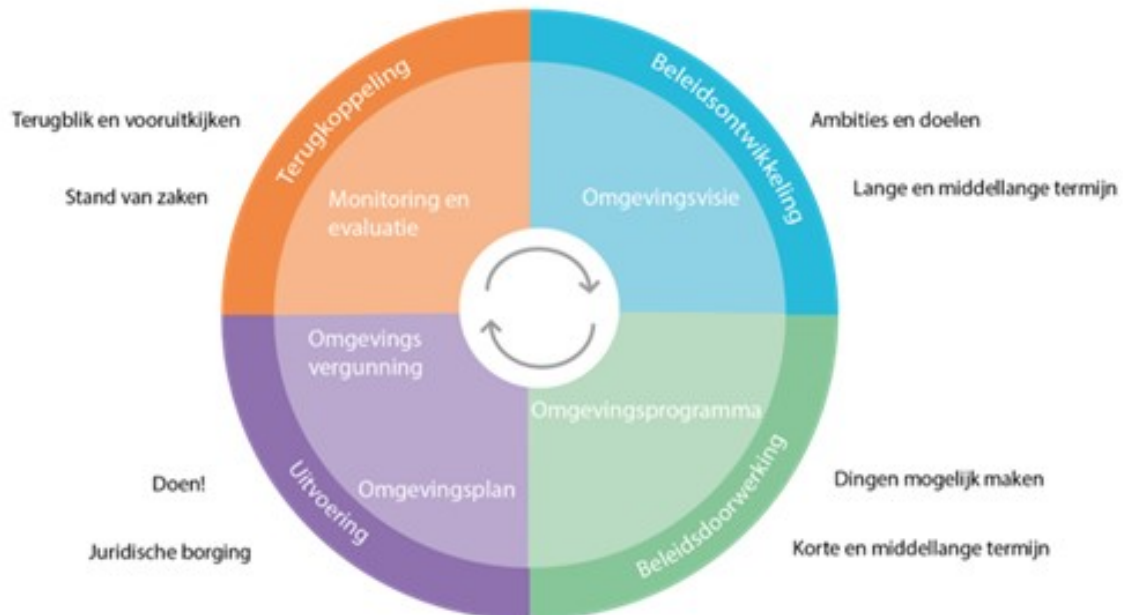 Terugkoppeling
Beleidsontwikkeling
Terugblik en vooruitkijken
Ambities en doelen
Stand van zaken
Monitoring en
evaluatie
Omgevingsvisie
Lange en middellange termijn
Omgevings
vergunning
Omgevingsprogramma
Doen!
Omgevingsplan
Dingen mogelijk maken
Juridische borging
Uitvoering
Beleidsdoorwerking
Korte en middellange termijn